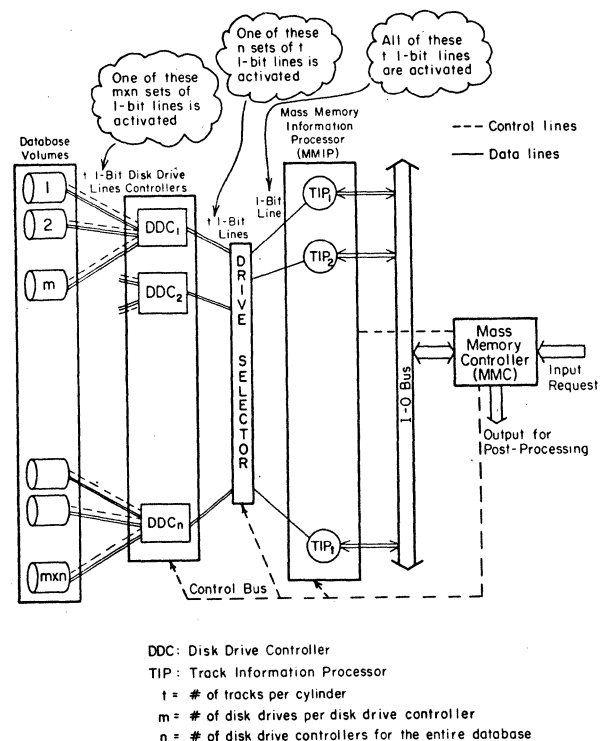 One of these
mxn sets of
1-bit lines is
activated
One of these
n sets of t
1-bit lines is
activated
All of these
t 1-bit lines
are activated
Control lines
Data lines
Database
Volumes
t 1-Bit
Lines
Disk Drive
Controllers
t 1-Bit
Lines
1-Bit
Line
Mass Memory
Information
Processor
(MMIP)
1
2
m
mxn
DDC1
DDC2
DDCn
DRIVE SELECTOR
TIP1
TIP2
TIPt
I-O Bus
Mass
Memory
Controller
(MMC)
Input
Request
Output for
Post-Processing
Control Bus
DDC: Disk Drive Controller
TIP: Track Information Processor
t = # of tracks per cylinder
m = # of disk drives per disk drive controller
n = # of disk drive controllers for the entire database